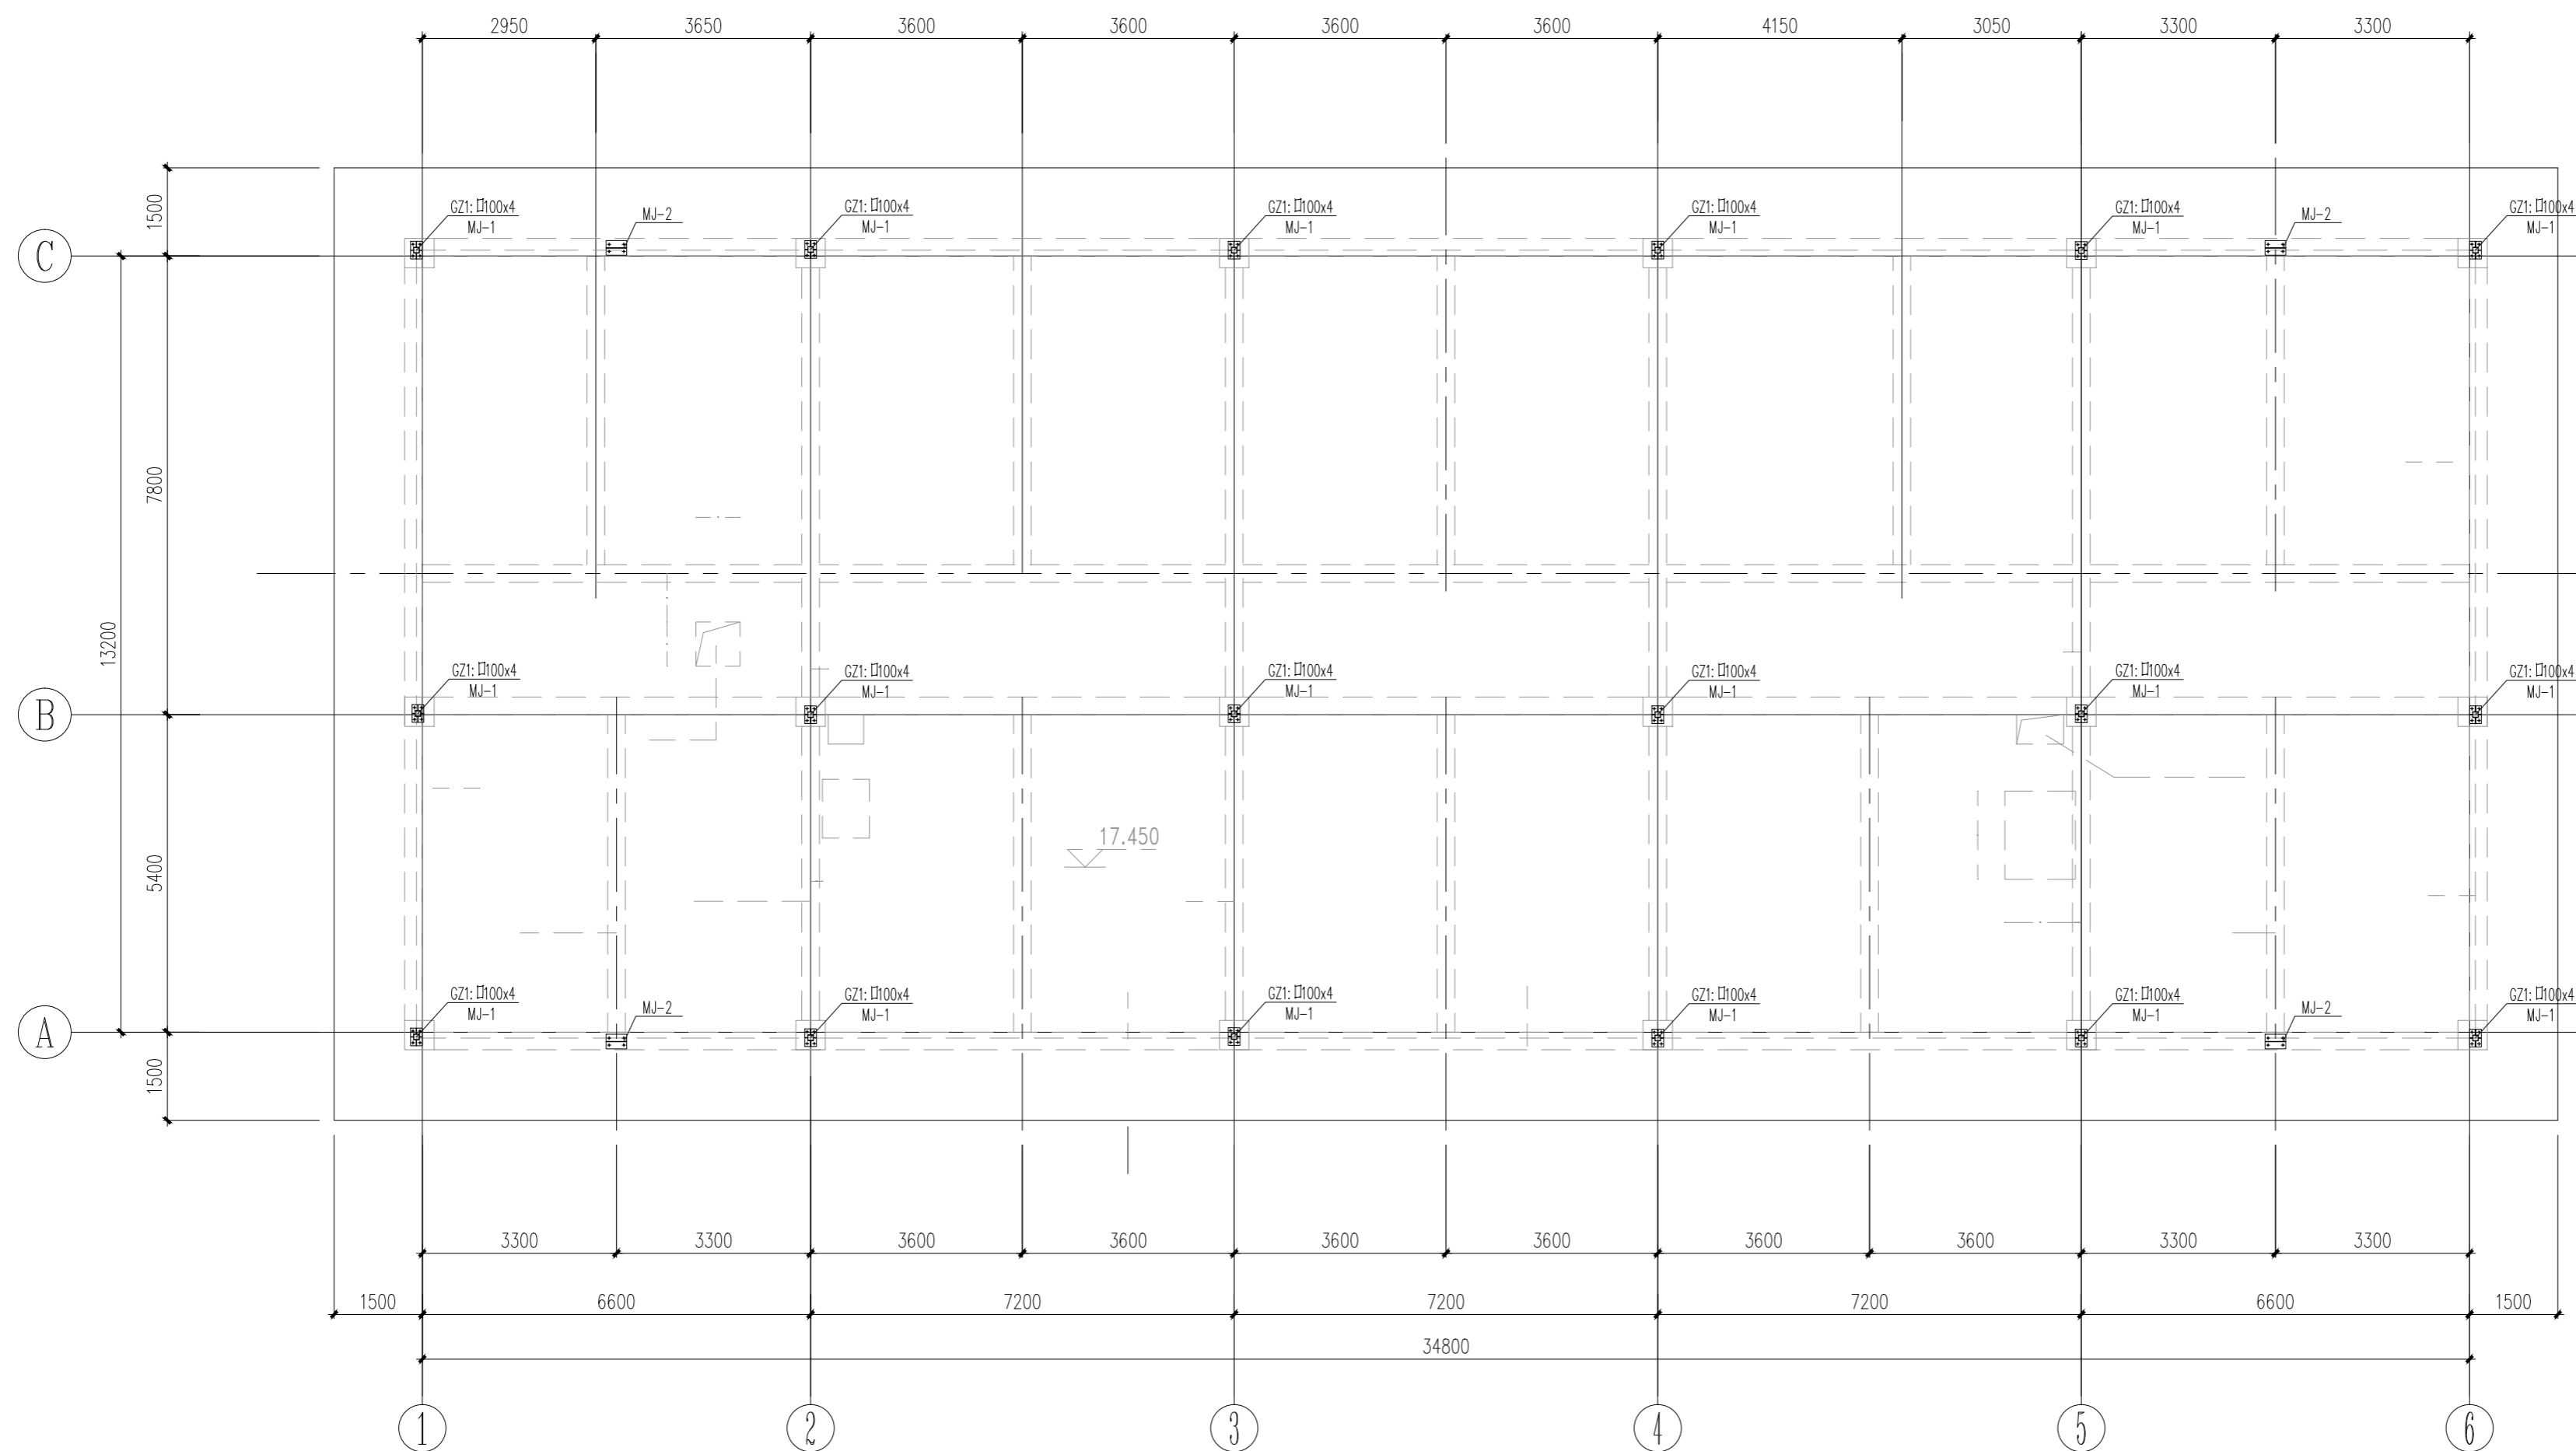 2950 3650 3600 3600 3600 3600 4150 3050 3300 3300
1500
GZ1: □100x4 MJ-2 GZ1: □100x4 GZ1: □100x4 GZ1: □100x4 GZ1: □100x4 MJ-2 GZ1: □100x4
MJ-1 MJ-1 MJ-1 MJ-1 MJ-1 MJ-1
C
7800
13200
GZ1: □100x4 GZ1: □100x4 GZ1: □100x4 GZ1: □100x4 GZ1: □100x4 GZ1: □100x4
MJ-1 MJ-1 MJ-1 MJ-1 MJ-1 MJ-1
B
17.450
5400
GZ1: □100x4 MJ-2 GZ1: □100x4 GZ1: □100x4 GZ1: □100x4 GZ1: □100x4 MJ-2 GZ1: □100x4
MJ-1 MJ-1 MJ-1 MJ-1 MJ-1 MJ-1
A
1500
3300 3300 3600 3600 3600 3600 3600 3600 3300 3300
1500 6600 7200 7200 7200 6600 1500
34800
1 2 3 4 5 6